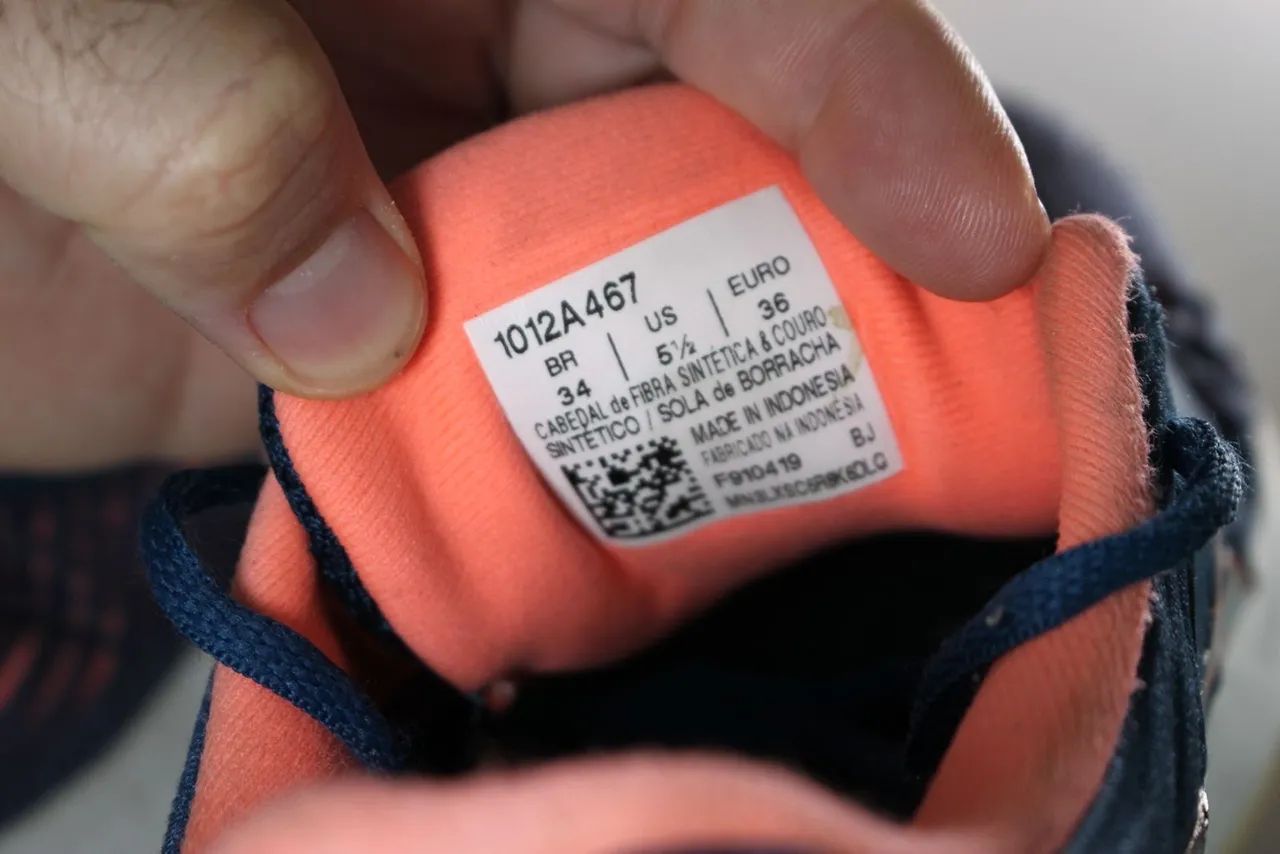 1012A467
BR | US | EURO
34 5½ 36
CABEDAL de FIBRA SINTÉTICA & COURO
SINTÉTICO / SOLA de BORRACHA
MADE IN INDONESIA
FABRICADO NA INDONÉSIA
F910419 BJ